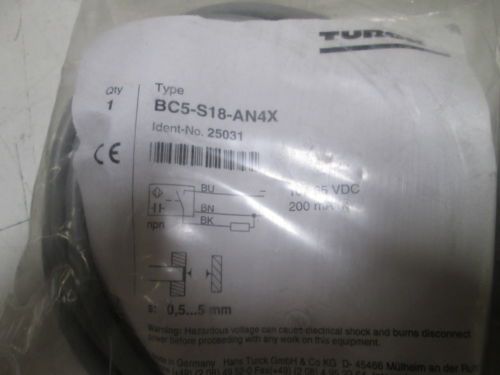 TURCK
Qty
1
Type
BC5-S18-AN4X
Ident-No. 25031
CE
BU
BN
BK
npn
VDC
200 mA
s: 0,5...5 mm
Warning: Hazardous voltage can cause electrical shock and burns disconnect
power before proceeding with any work on this equipment.
Made in Germany Hans Turck GmbH & Co KG D- 45466 Mülheim an der